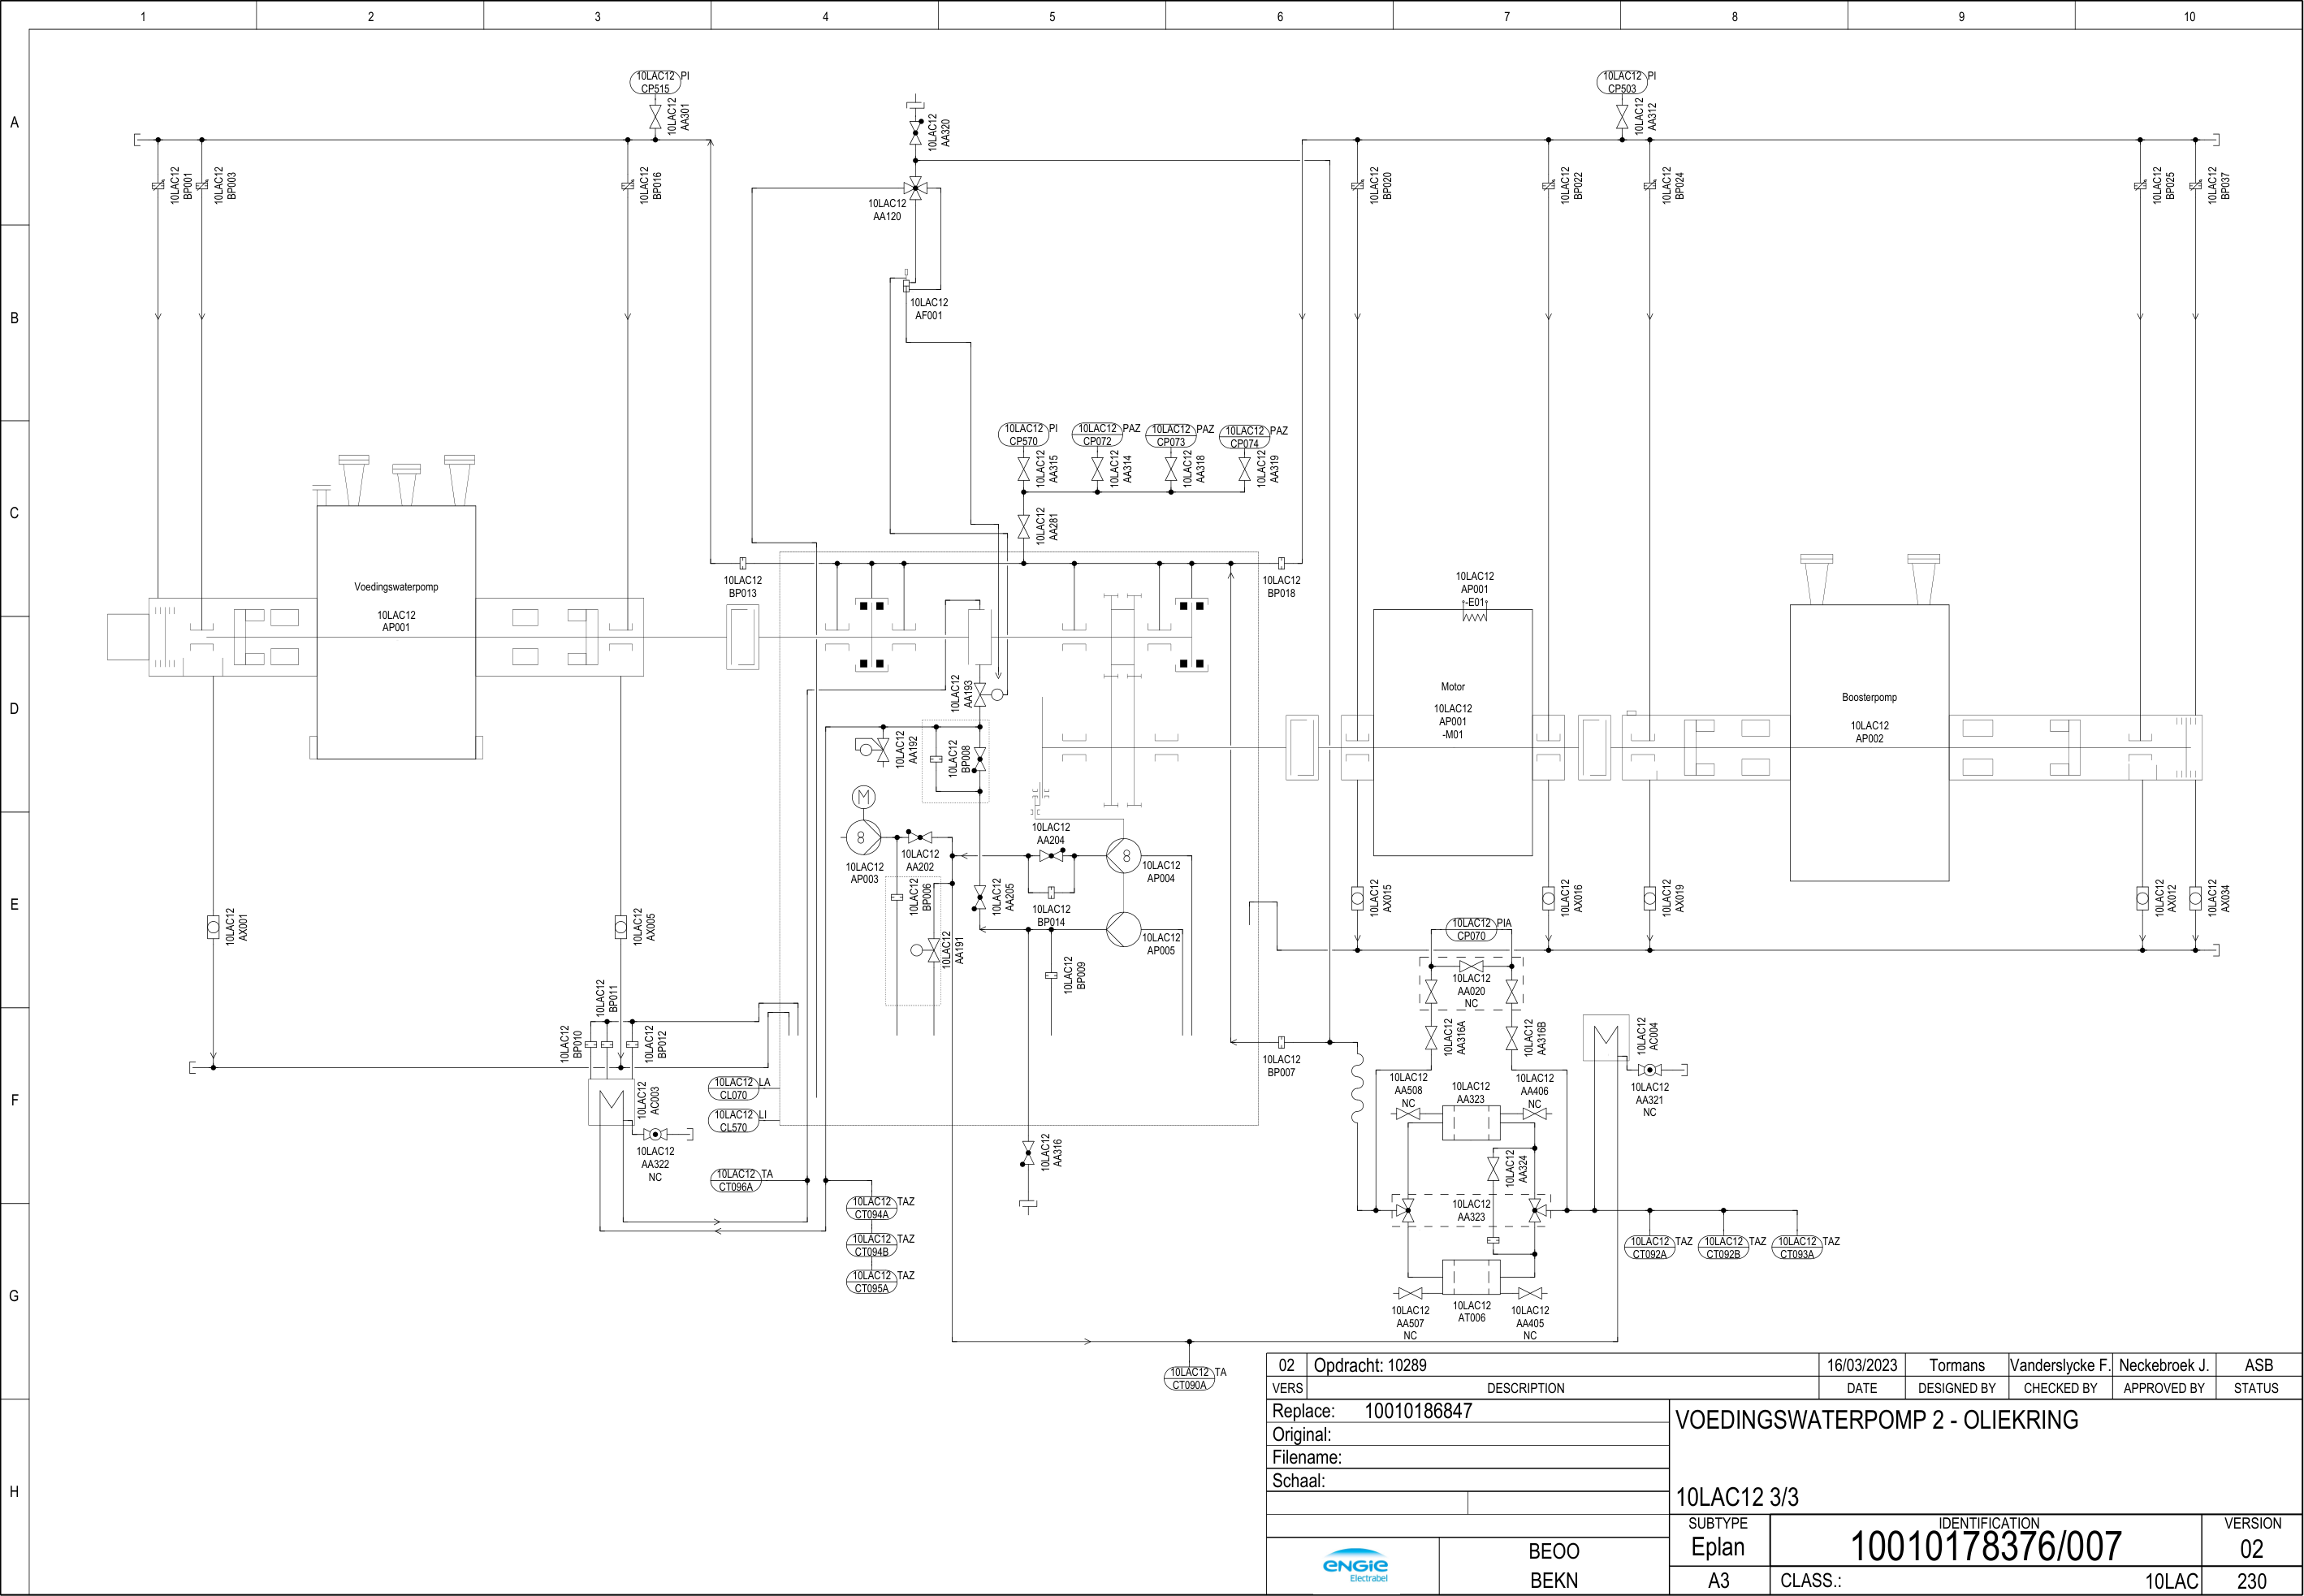 1 2 3 4 5 6 7 8 9 10
A
B
C
D
E
F
G
H
10LAC12 PI
CP515
10LAC12
AA301
10LAC12
AA320
10LAC12 PI
CP503
10LAC12
AA312
10LAC12
BP001
10LAC12
BP003
10LAC12
BP016
10LAC12
AA120
10LAC12
BP020
10LAC12
BP022
10LAC12
BP024
10LAC12
BP025
10LAC12
BP037
10LAC12
AF001
10LAC12 PI
CP570
10LAC12 PAZ
CP072
10LAC12 PAZ
CP073
10LAC12 PAZ
CP074
10LAC12
AA315
10LAC12
AA314
10LAC12
AA318
10LAC12
AA319
10LAC12
AA281
Voedingswaterpomp
10LAC12
AP001
10LAC12
BP013
10LAC12
BP018
10LAC12
AP001
-E01
Motor
10LAC12
AP001
-M01
Boosterpomp
10LAC12
AP002
10LAC12
AA193
10LAC12
AA192
10LAC12
BP008
M
8
10LAC12
AP003
10LAC12
AA202
10LAC12
AA204
8
10LAC12
AP004
10LAC12
BP006
10LAC12
AA205
10LAC12
BP014
10LAC12
AP005
10LAC12
AA191
10LAC12
BP009
10LAC12
AX001
10LAC12
AX005
10LAC12
AX015
10LAC12
AX016
10LAC12
AX019
10LAC12
AX012
10LAC12
AX034
10LAC12 PIA
CP070
10LAC12
AA020
NC
10LAC12
BP010
10LAC12
BP011
10LAC12
BP012
10LAC12
AC003
10LAC12
AA322
NC
10LAC12 LA
CL070
10LAC12 LI
CL570
10LAC12
BP007
10LAC12
AA316A
10LAC12
AA316B
10LAC12
AC004
10LAC12
AA321
NC
10LAC12
AA508
NC
10LAC12
AA323
10LAC12
AA406
NC
10LAC12
AA316
10LAC12
AA324
10LAC12
AA323
10LAC12 TA
CT096A
10LAC12 TAZ
CT094A
10LAC12 TAZ
CT094B
10LAC12 TAZ
CT095A
10LAC12 TAZ
CT092A
10LAC12 TAZ
CT092B
10LAC12 TAZ
CT093A
10LAC12
AA507
NC
10LAC12
AT006
10LAC12
AA405
NC
10LAC12 TA
CT090A
02 Opdracht: 10289 16/03/2023 Tormans Vanderslycke F. Neckebroek J. ASB
VERS DESCRIPTION DATE DESIGNED BY CHECKED BY APPROVED BY STATUS
Replace: 10010186847
Original:
Filename:
Schaal:
VOEDINGSWATERPOMP 2 - OLIEKRING
10LAC12 3/3
SUBTYPE IDENTIFICATION VERSION
Eplan 10010178376/007 02
ENGIE
Electrabel
BEOO
BEKN
A3 CLASS.: 10LAC 230